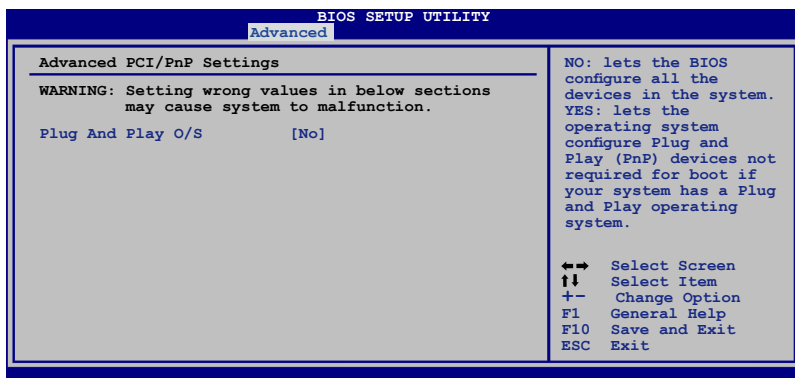 BIOS SETUP UTILITY
Advanced
Advanced PCI/PnP Settings
WARNING: Setting wrong values in below sections
may cause system to malfunction.
Plug And Play O/S [No]
NO: lets the BIOS
configure all the
devices in the system.
YES: lets the
operating system
configure Plug and
Play (PnP) devices not
required for boot if
your system has a Plug
and Play operating
system.
←→ Select Screen
↑↓ Select Item
+- Change Option
F1 General Help
F10 Save and Exit
ESC Exit